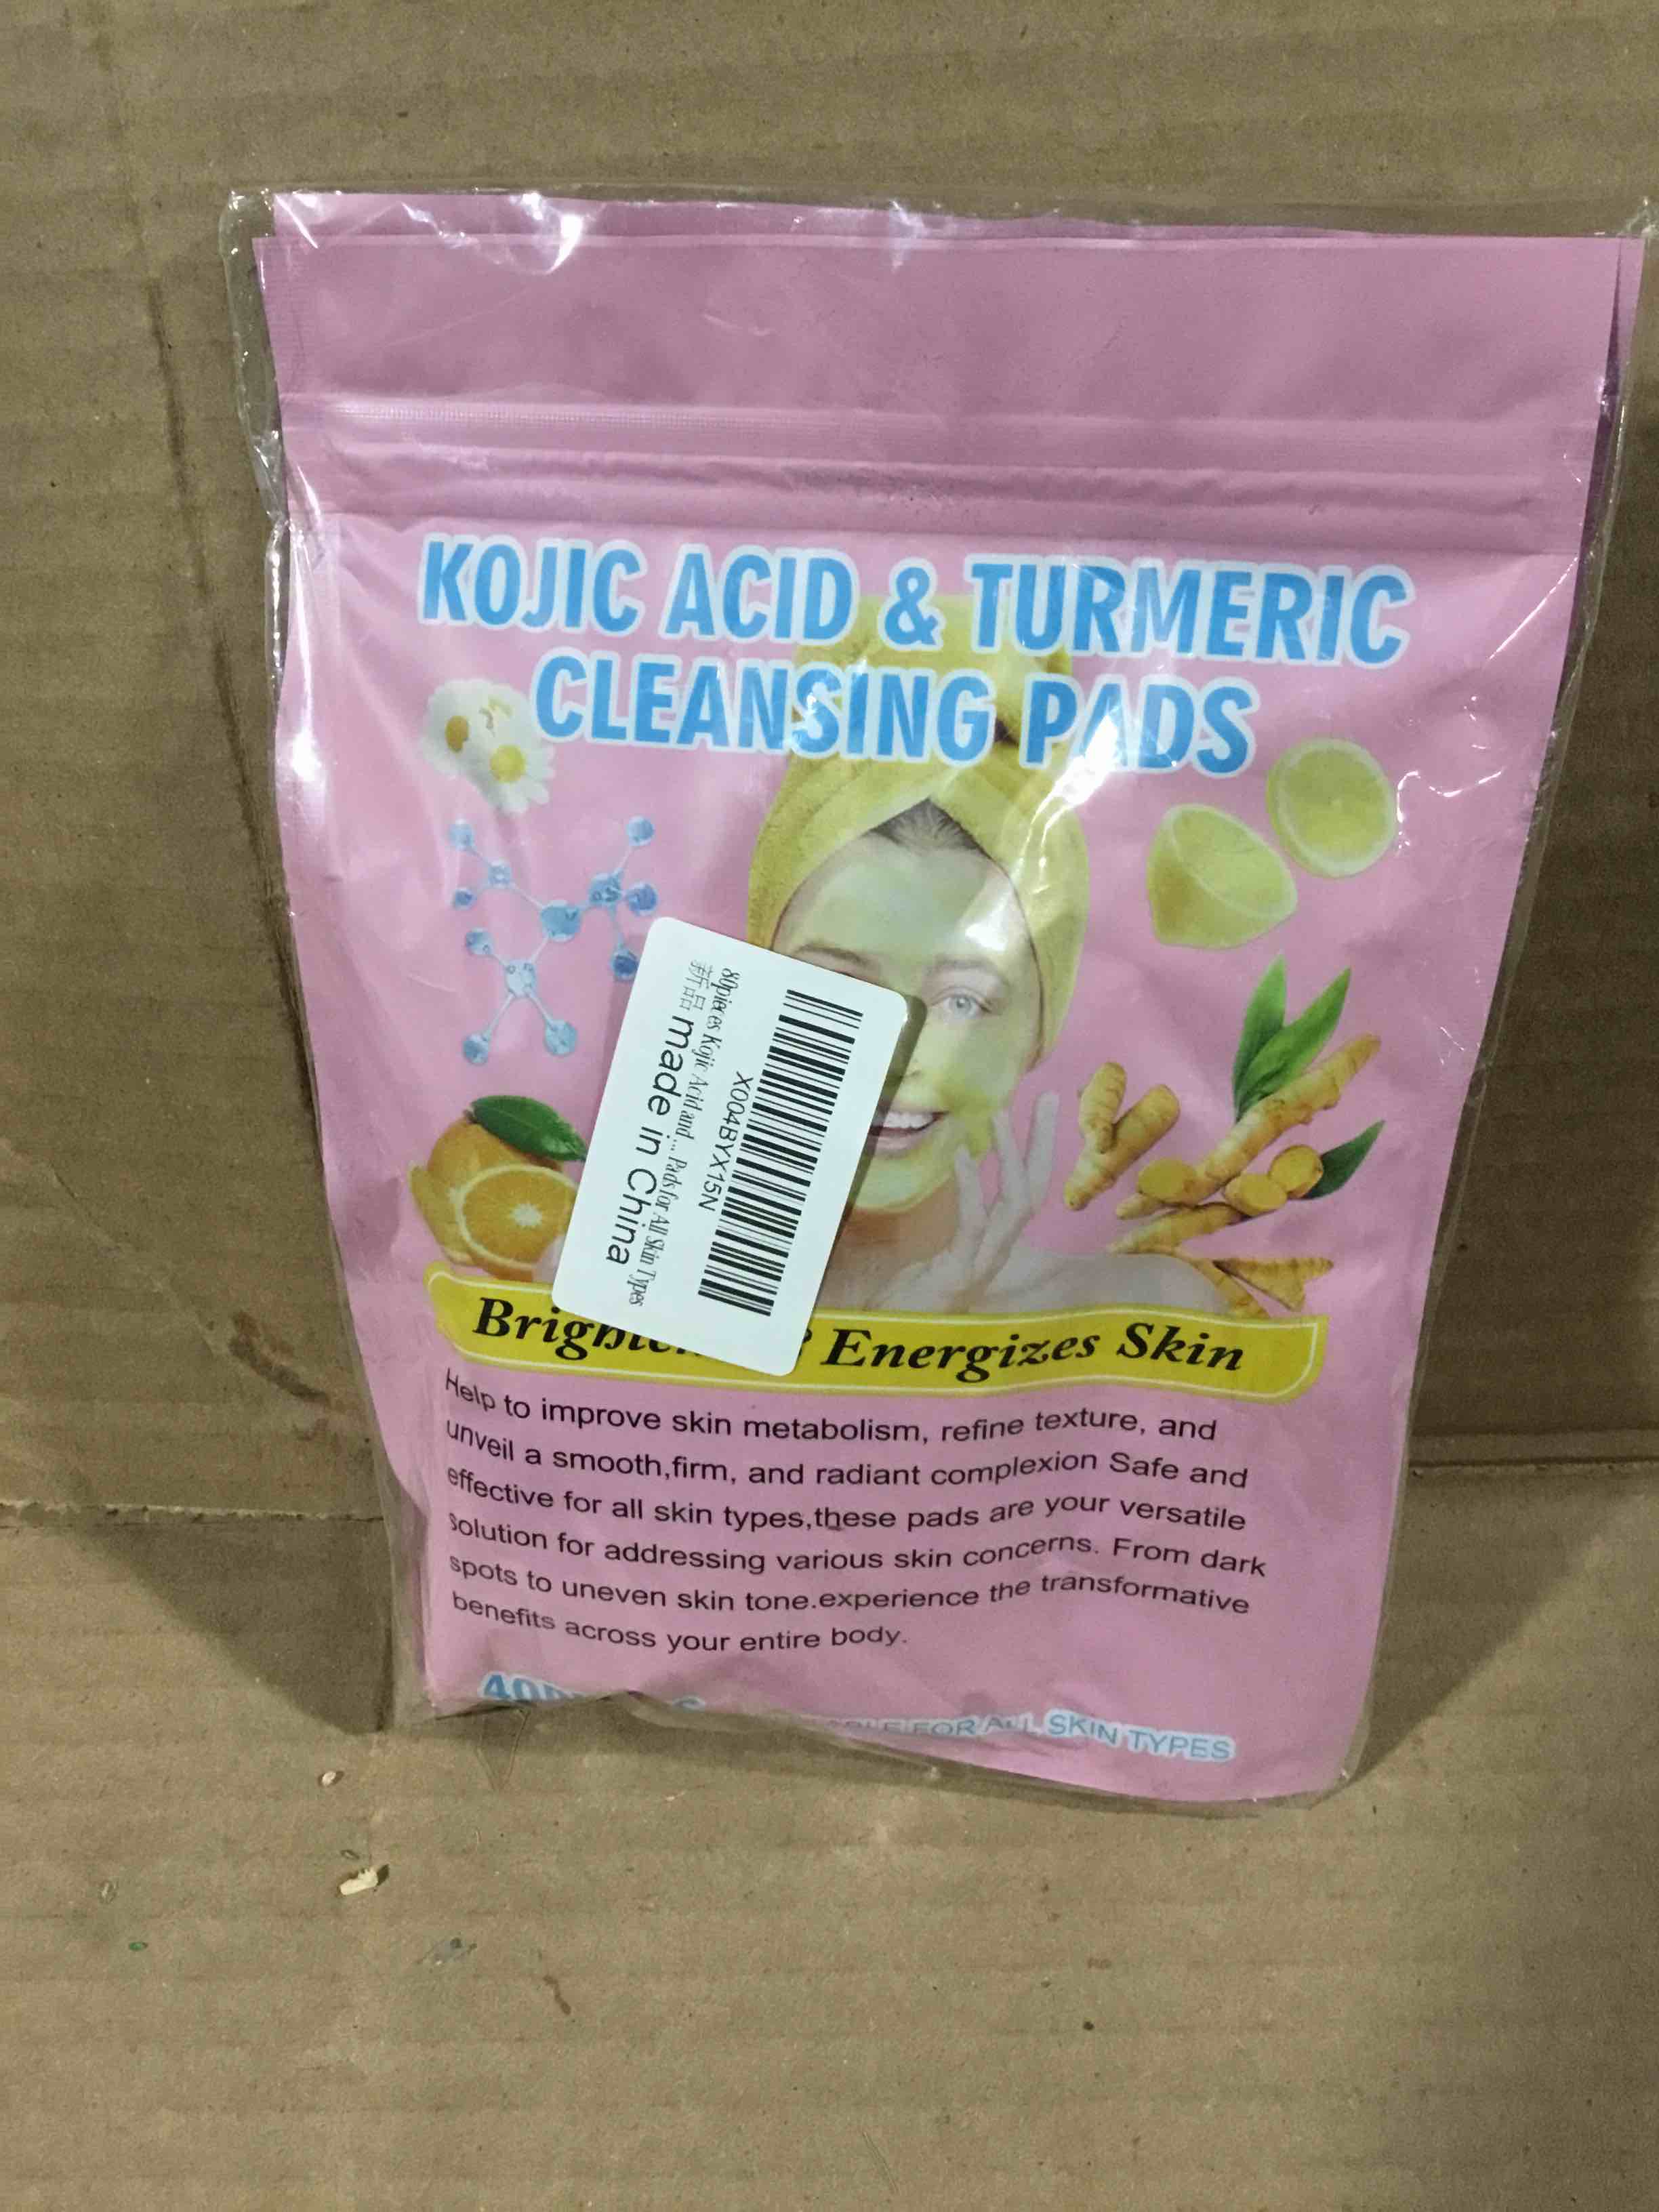 KOJIC ACID & TURMERIC
CLEANSING PADS
X004BYX15N
80pieces Kojic Acid and... Pads for All Skin Types
新品 made in China
Energizes Skin
Help to improve skin metabolism, refine texture, and
unveil a smooth,firm, and radiant complexion Safe and
effective for all skin types,these pads are your versatile
solution for addressing various skin concerns. From dark
spots to uneven skin tone.experience the transformative
benefits across your entire body.
FOR ALL SKIN TYPES